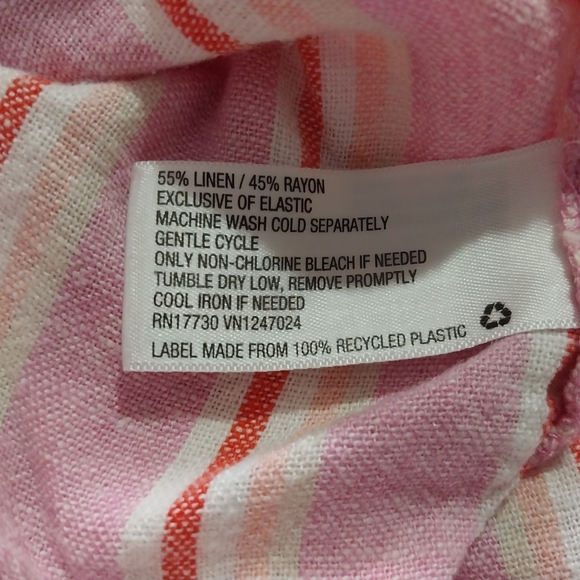 55% LINEN / 45% RAYON
EXCLUSIVE OF ELASTIC
MACHINE WASH COLD SEPARATELY
GENTLE CYCLE
ONLY NON-CHLORINE BLEACH IF NEEDED
TUMBLE DRY LOW, REMOVE PROMPTLY
COOL IRON IF NEEDED
RN17730 VN1247024
LABEL MADE FROM 100% RECYCLED PLASTIC